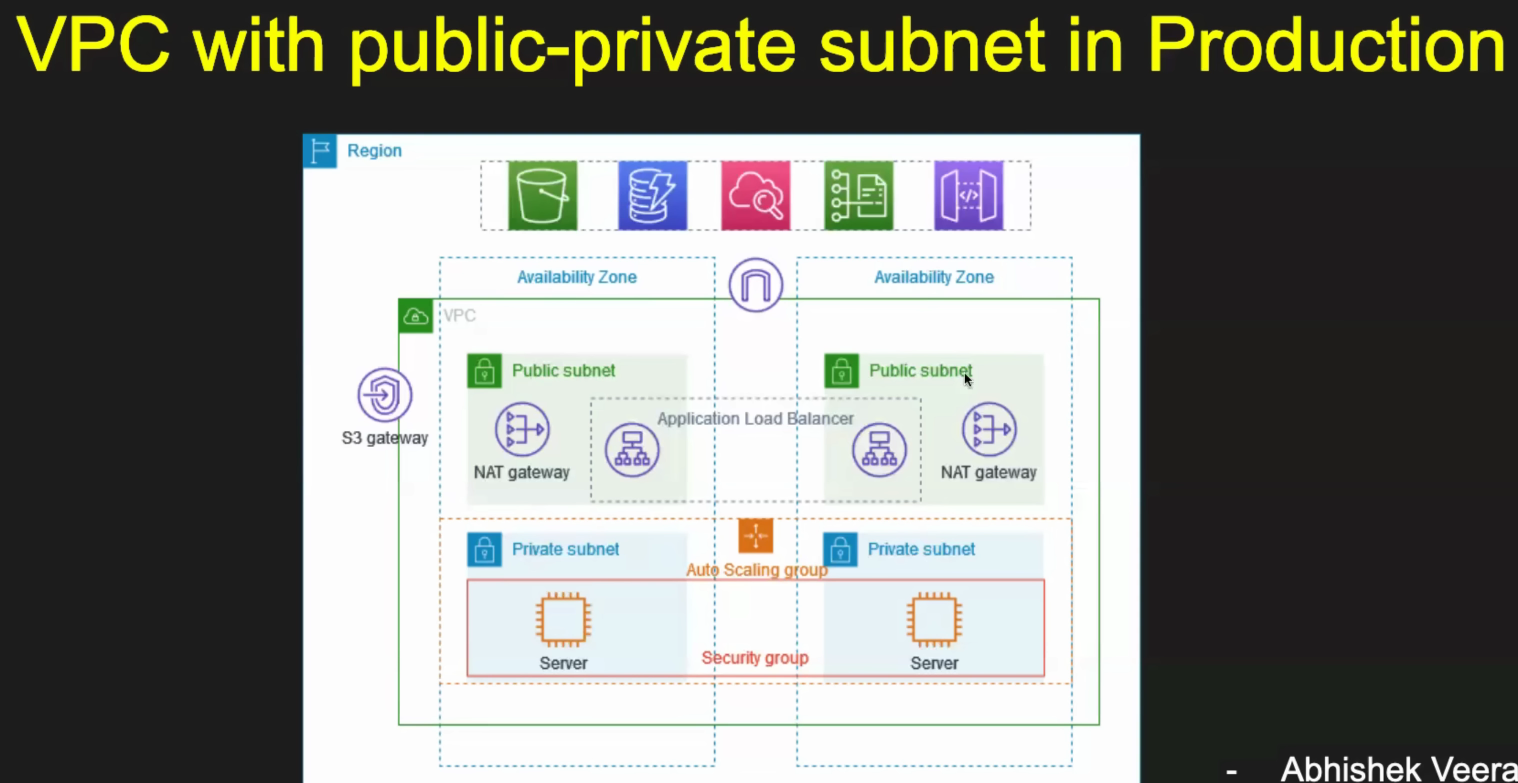 VPC with public-private subnet in Production
Region
Availability Zone
Availability Zone
VPC
Public subnet
Public subnet
Application Load Balancer
S3 gateway
NAT gateway
NAT gateway
Private subnet
Private subnet
Auto Scaling group
Security group
Server
Server
- Abhishek Veera